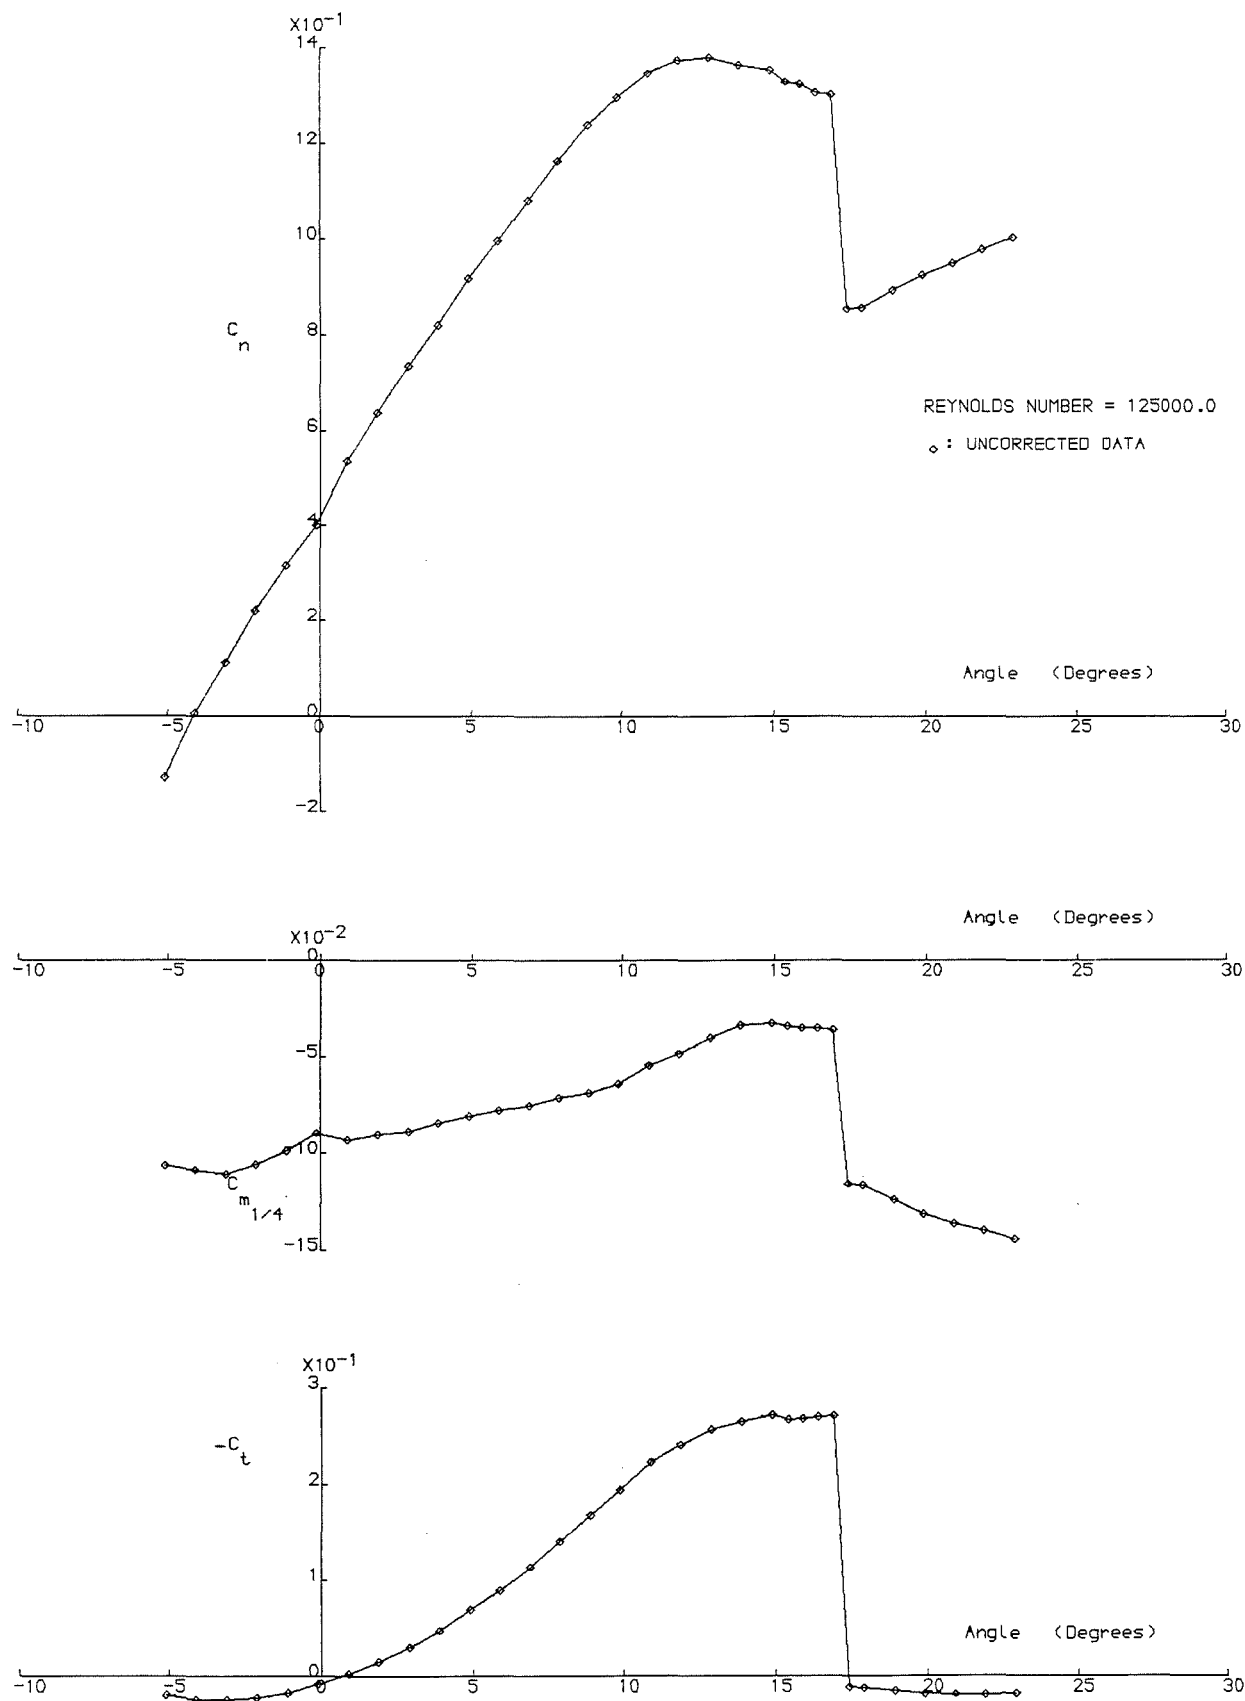 X10-1
14
12
10
8
C
n
REYNOLDS NUMBER = 125000.0
6
◇ : UNCORRECTED DATA
4
2
Angle (Degrees)
0
-10 -5 0 5 10 15 20 25 30
-2
Angle (Degrees)
X10-2
0
-10 -5 0 5 10 15 20 25 30
-5
-10
C
m
1/4
-15
X10-1
3
-C
t
2
1
Angle (Degrees)
0
-10 -5 0 5 10 15 20 25 30